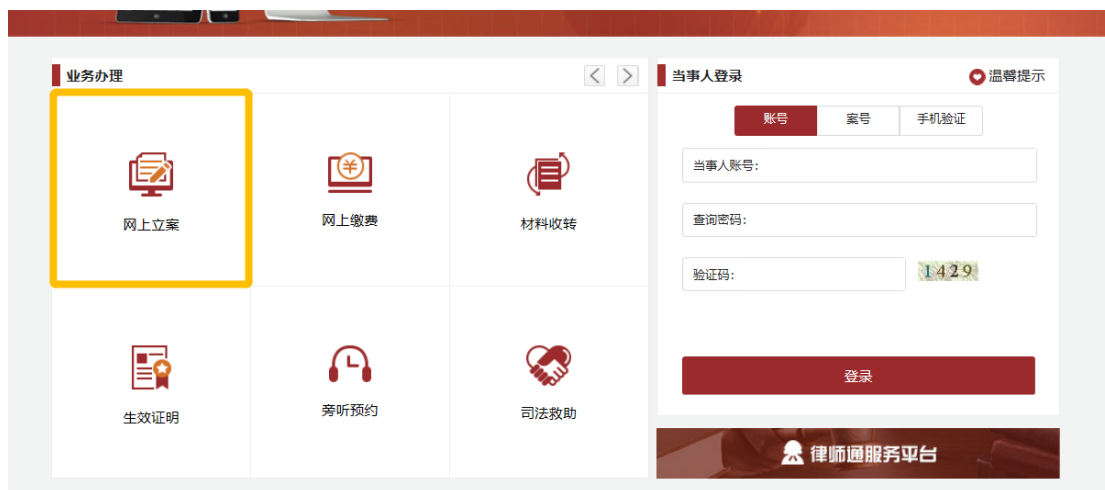 业务办理
网上立案
网上缴费
材料收转
生效证明
旁听预约
司法救助
当事人登录
温馨提示
账号
案号
手机验证
当事人账号：
查询密码：
验证码：
1429
登录
律师通服务平台